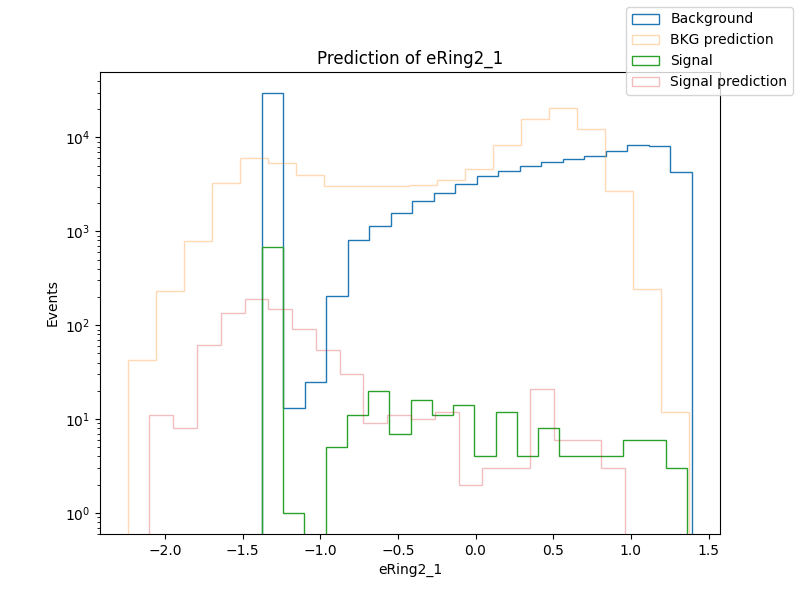 Prediction of eRing2_1
Background
BKG prediction
Signal
Signal prediction
Events
10⁴
10³
10²
10¹
10⁰
−2.0 −1.5 −1.0 −0.5 0.0 0.5 1.0 1.5
eRing2_1